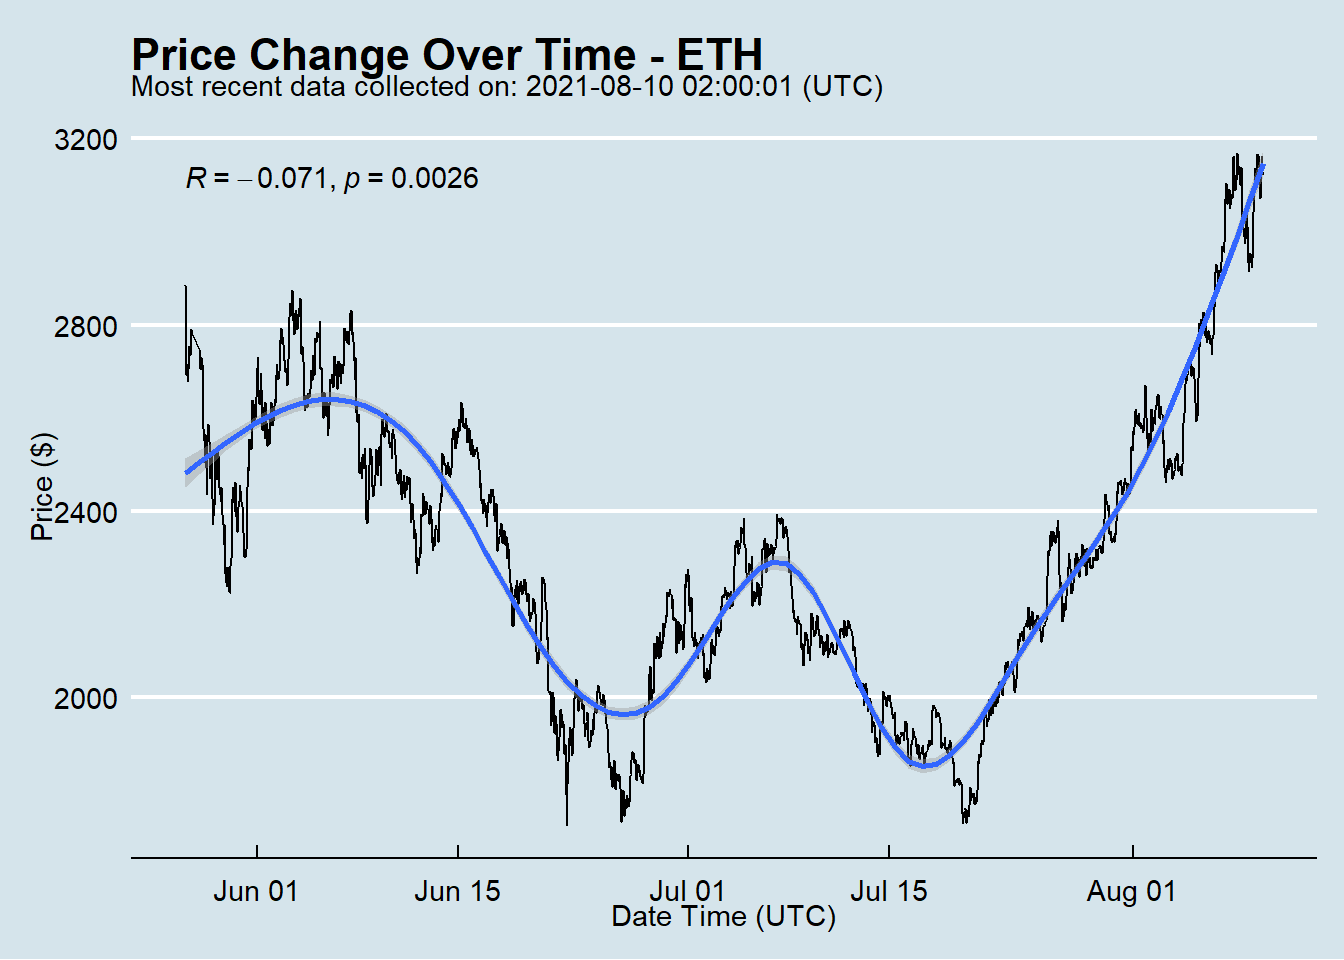 Price Change Over Time - ETH
Most recent data collected on: 2021-08-10 02:00:01 (UTC)
R = −0.071, p = 0.0026
Price ($)
3200
2800
2400
2000
Jun 01
Jun 15
Jul 01
Jul 15
Aug 01
Date Time (UTC)